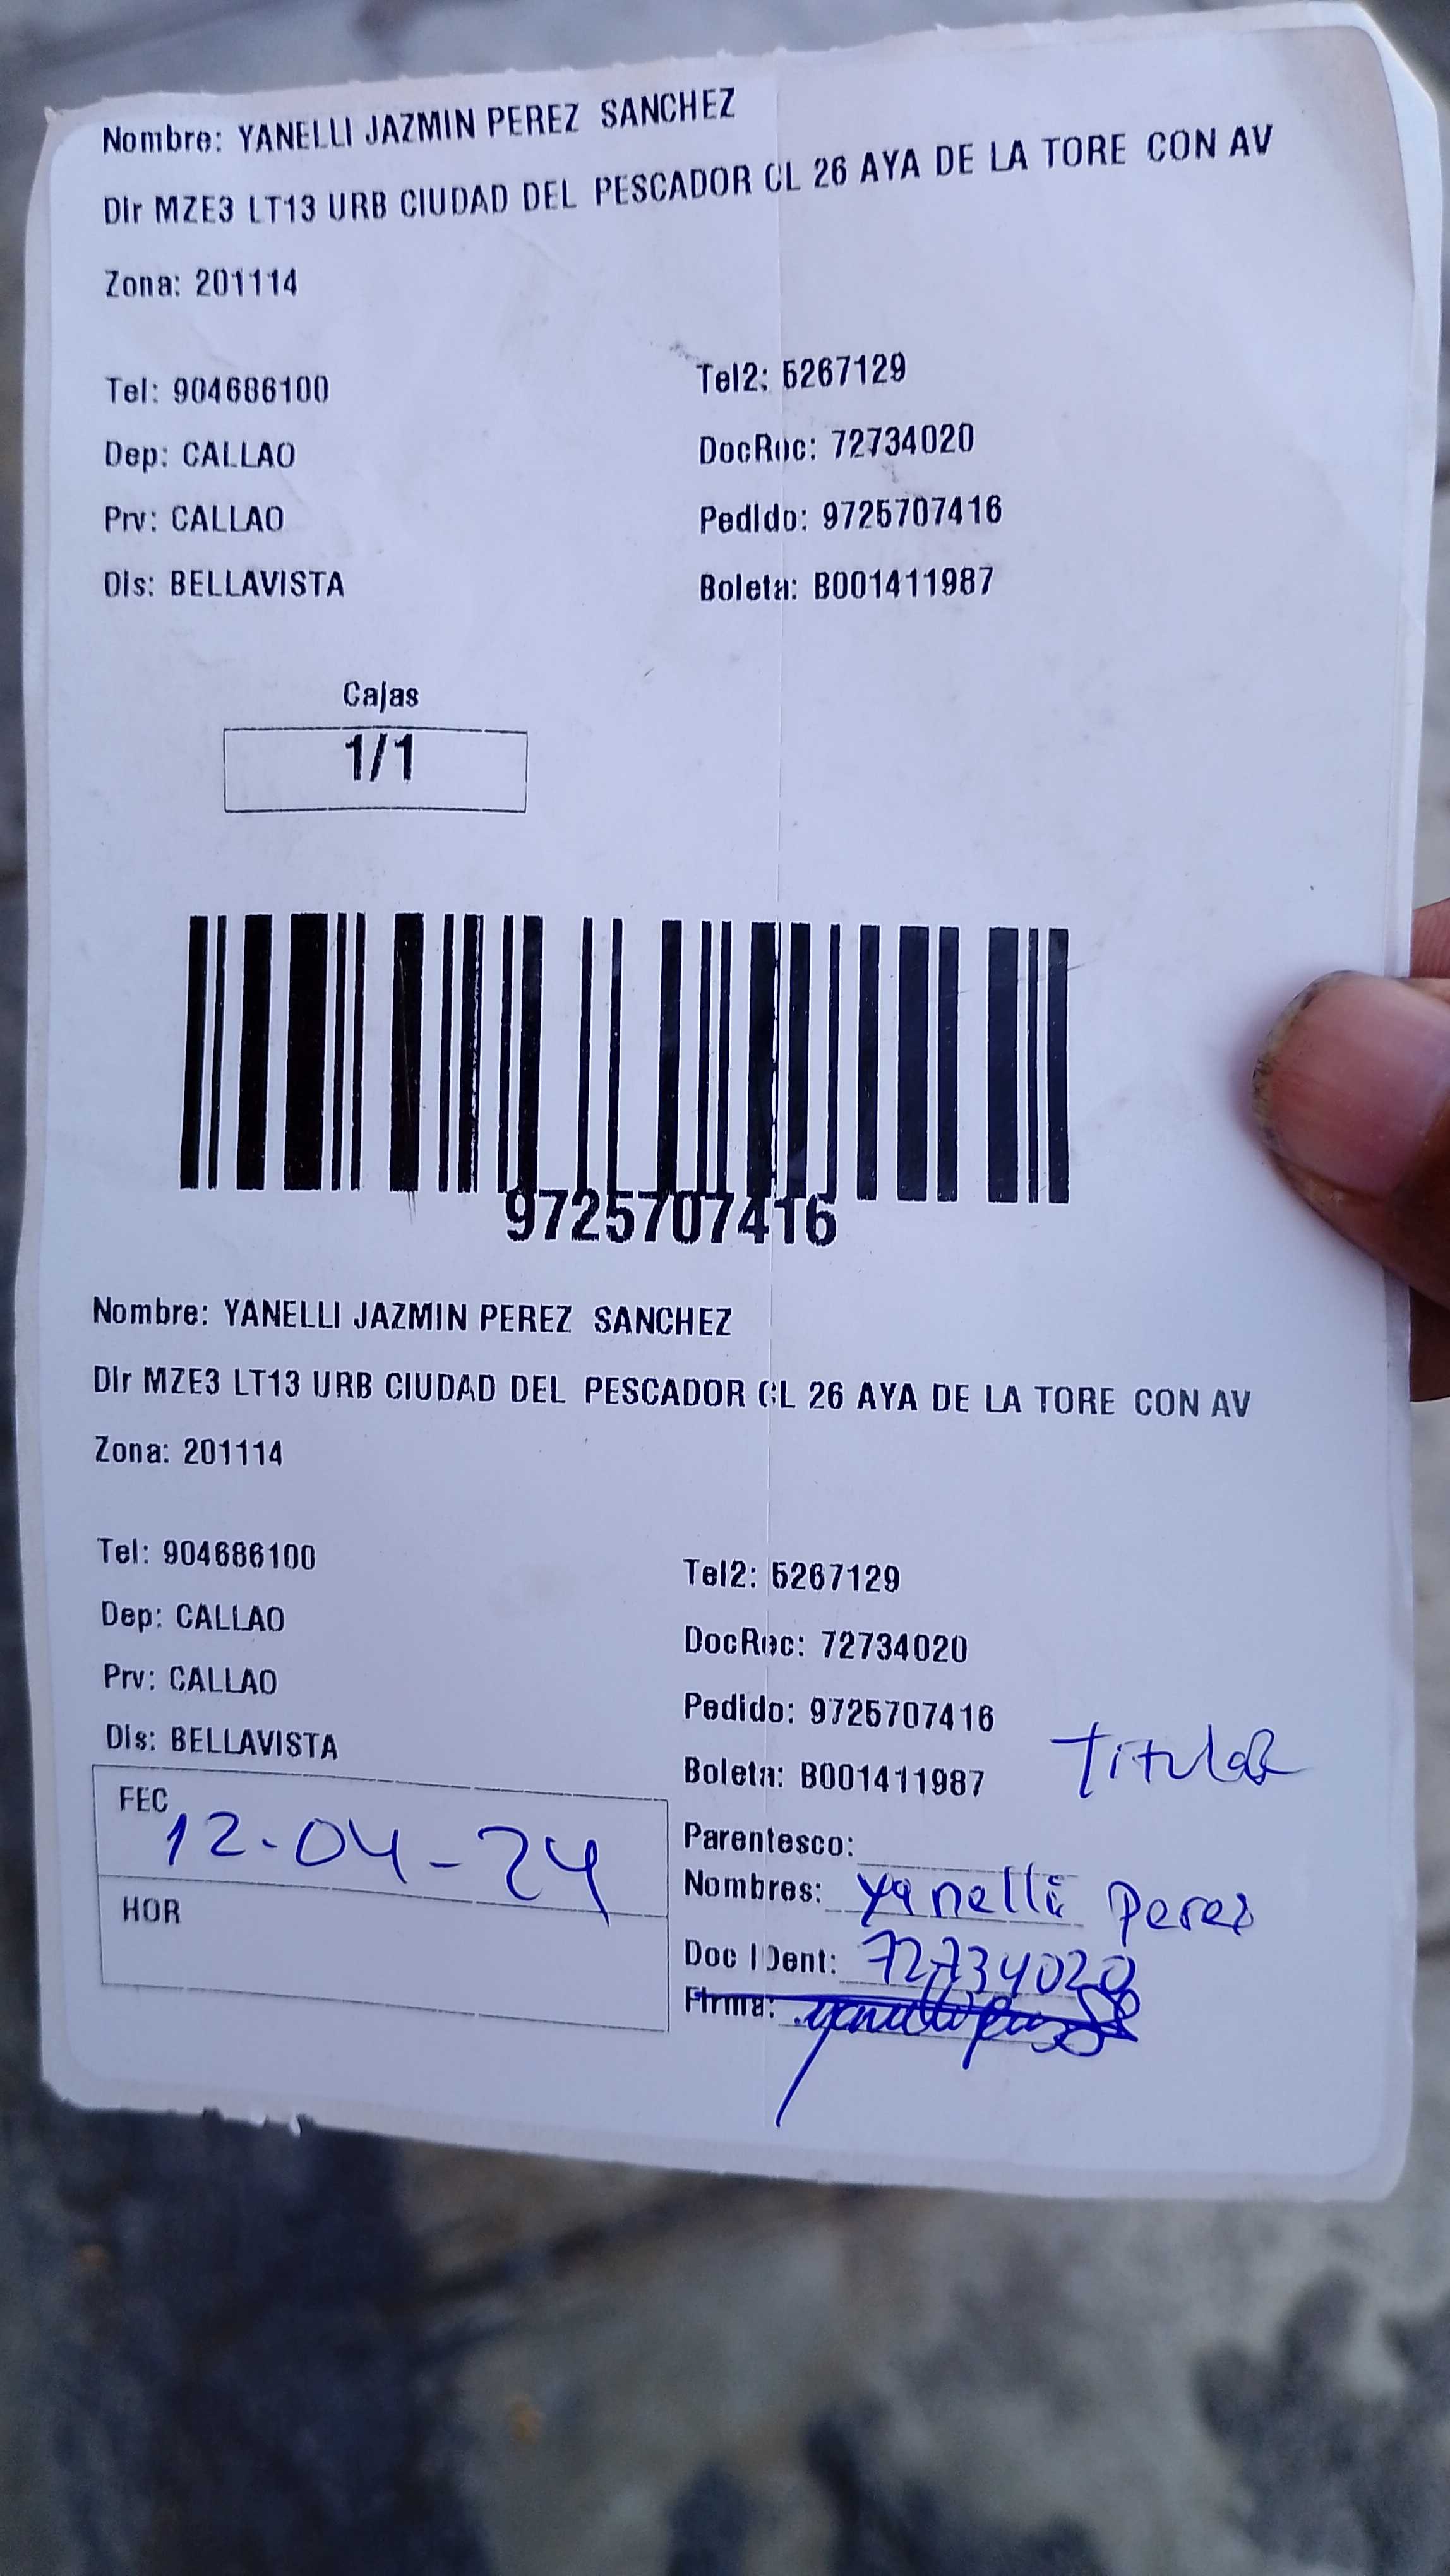 Nombre: YANELLI JAZMIN PEREZ SANCHEZ
Dir MZE3 LT13 URB CIUDAD DEL PESCADOR CL 26 AYA DE LA TORE CON AV
Zona: 201114
Tel: 904686100 Tel2: 5267129
Dep: CALLAO DocRec: 72734020
Prv: CALLAO Pedido: 9725707416
Dis: BELLAVISTA Boleta: B001411987
Cajas
1/1
9725707416
Nombre: YANELLI JAZMIN PEREZ SANCHEZ
Dir MZE3 LT13 URB CIUDAD DEL PESCADOR CL 26 AYA DE LA TORE CON AV
Zona: 201114
Tel: 904686100 Tel2: 5267129
Dep: CALLAO DocRec: 72734020
Prv: CALLAO Pedido: 9725707416
Dis: BELLAVISTA Boleta: B001411987
Titular
FEC 12-04-24
HOR
Parentesco:
Nombres: Yanelli Perez
Doc IDent: 72734020
Firma: